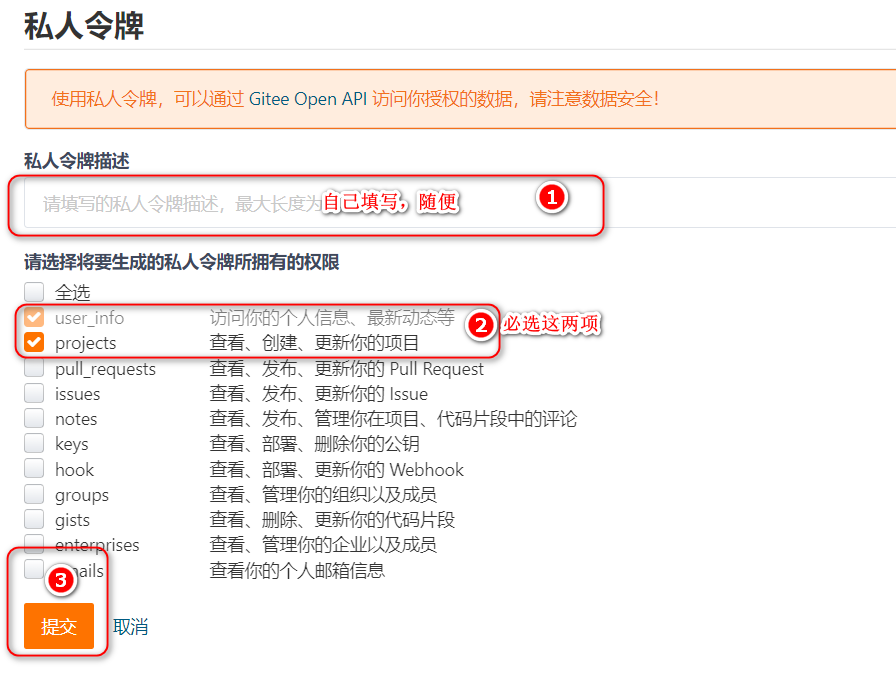 私人令牌
使用私人令牌，可以通过 Gitee Open API 访问你授权的数据，请注意数据安全！
私人令牌描述
请填写的私人令牌描述，最大长度为 自己填写，随便 1
请选择将要生成的私人令牌所拥有的权限
全选
user_info 访问你的个人信息、最新动态等 2 必选这两项
projects 查看、创建、更新你的项目
pull_requests 查看、发布、更新你的 Pull Request
issues 查看、发布、更新你的 Issue
notes 查看、发布、管理你在项目、代码片段中的评论
keys 查看、部署、删除你的公钥
hook 查看、部署、更新你的 Webhook
groups 查看、管理你的组织以及成员
gists 查看、删除、更新你的代码片段
enterprises 查看、管理你的企业以及成员
3 ails 查看你的个人邮箱信息
提交 取消